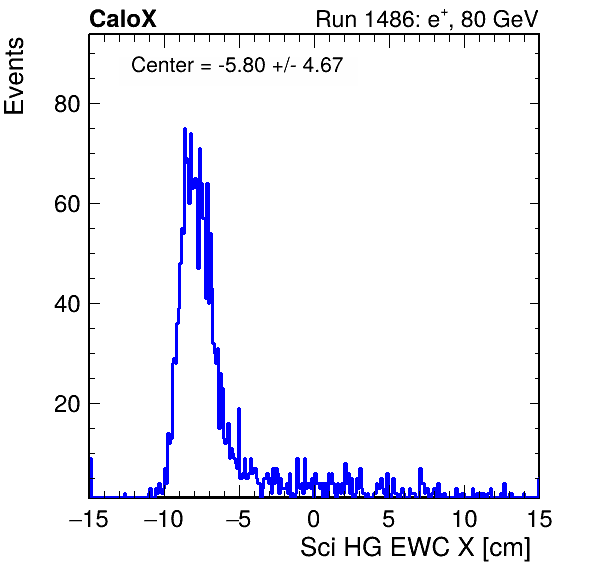 CaloX Run 1486: e⁺, 80 GeV
Events
Center = -5.80 +/- 4.67
80
60
40
20
−15 −10 −5 0 5 10 15
Sci HG EWC X [cm]